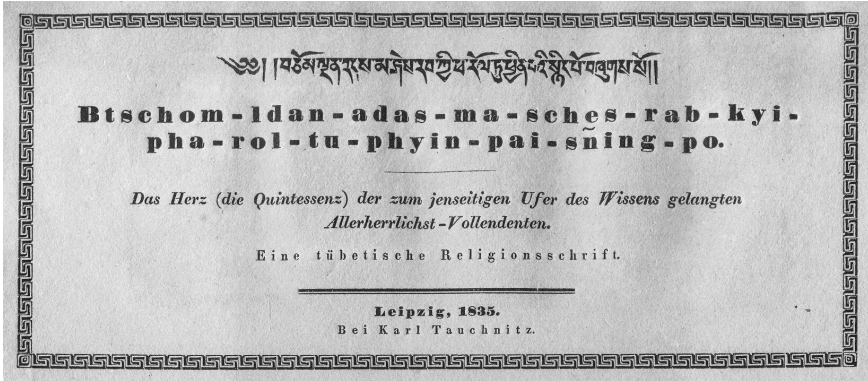 ༄༅། །བཅོམ་ལྡན་འདས་མ་ཤེས་རབ་ཀྱི་ཕ་རོལ་ཏུ་ཕྱིན་པའི་སྙིང་པོ་བཞུགས་སོ།།
Btschom-ldan-adas-ma-sches-rab-kyi-
pha-rol-tu-phyin-pai-sñing-po.
Das Herz (die Quintessenz) der zum jenseitigen Ufer des Wissens gelangten
Allerherrlichst-Vollendenten.
Eine tübetische Religionsschrift.
Leipzig, 1835.
Bei Karl Tauchnitz.